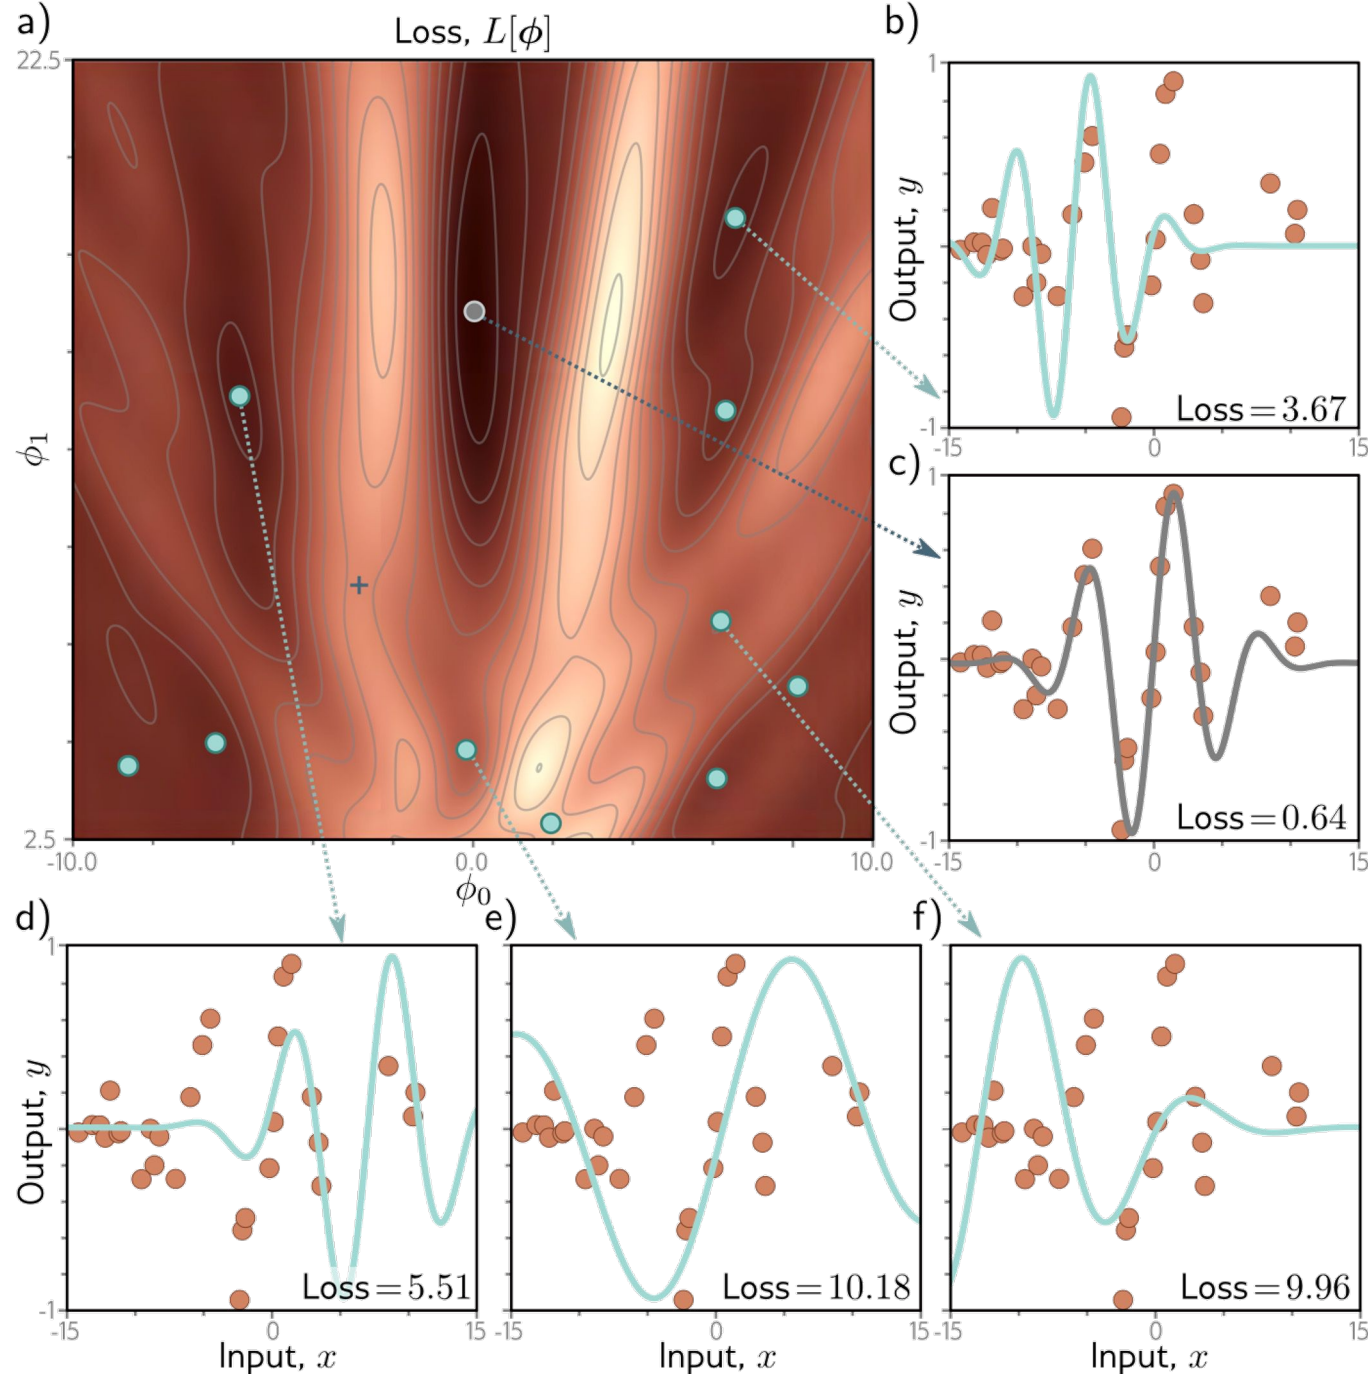 a)
Loss, L[ϕ]
22.5
ϕ₁
2.5
-10.0
0.0
10.0
ϕ₀
b)
1
Output, y
Loss = 3.67
-1
-15
0
15
c)
1
Output, y
Loss = 0.64
-1
-15
0
15
d)
1
Output, y
Loss = 5.51
-1
-15
0
15
Input, x
e)
Loss = 10.18
-15
0
15
Input, x
f)
Loss = 9.96
-15
0
15
Input, x